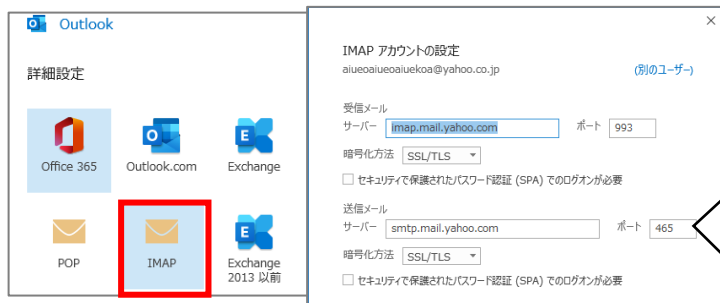 Outlook
詳細設定
Office 365
Outlook.com
Exchange
POP
IMAP
Exchange
2013 以前
IMAP アカウントの設定
aiueoaiueoaiuekoa@yahoo.co.jp
(別のユーザー)
受信メール
サーバー imap.mail.yahoo.com ポート 993
暗号化方法 SSL/TLS
セキュリティで保護されたパスワード認証 (SPA) でのログオンが必要
送信メール
サーバー smtp.mail.yahoo.com ポート 465
暗号化方法 SSL/TLS
セキュリティで保護されたパスワード認証 (SPA) でのログオンが必要